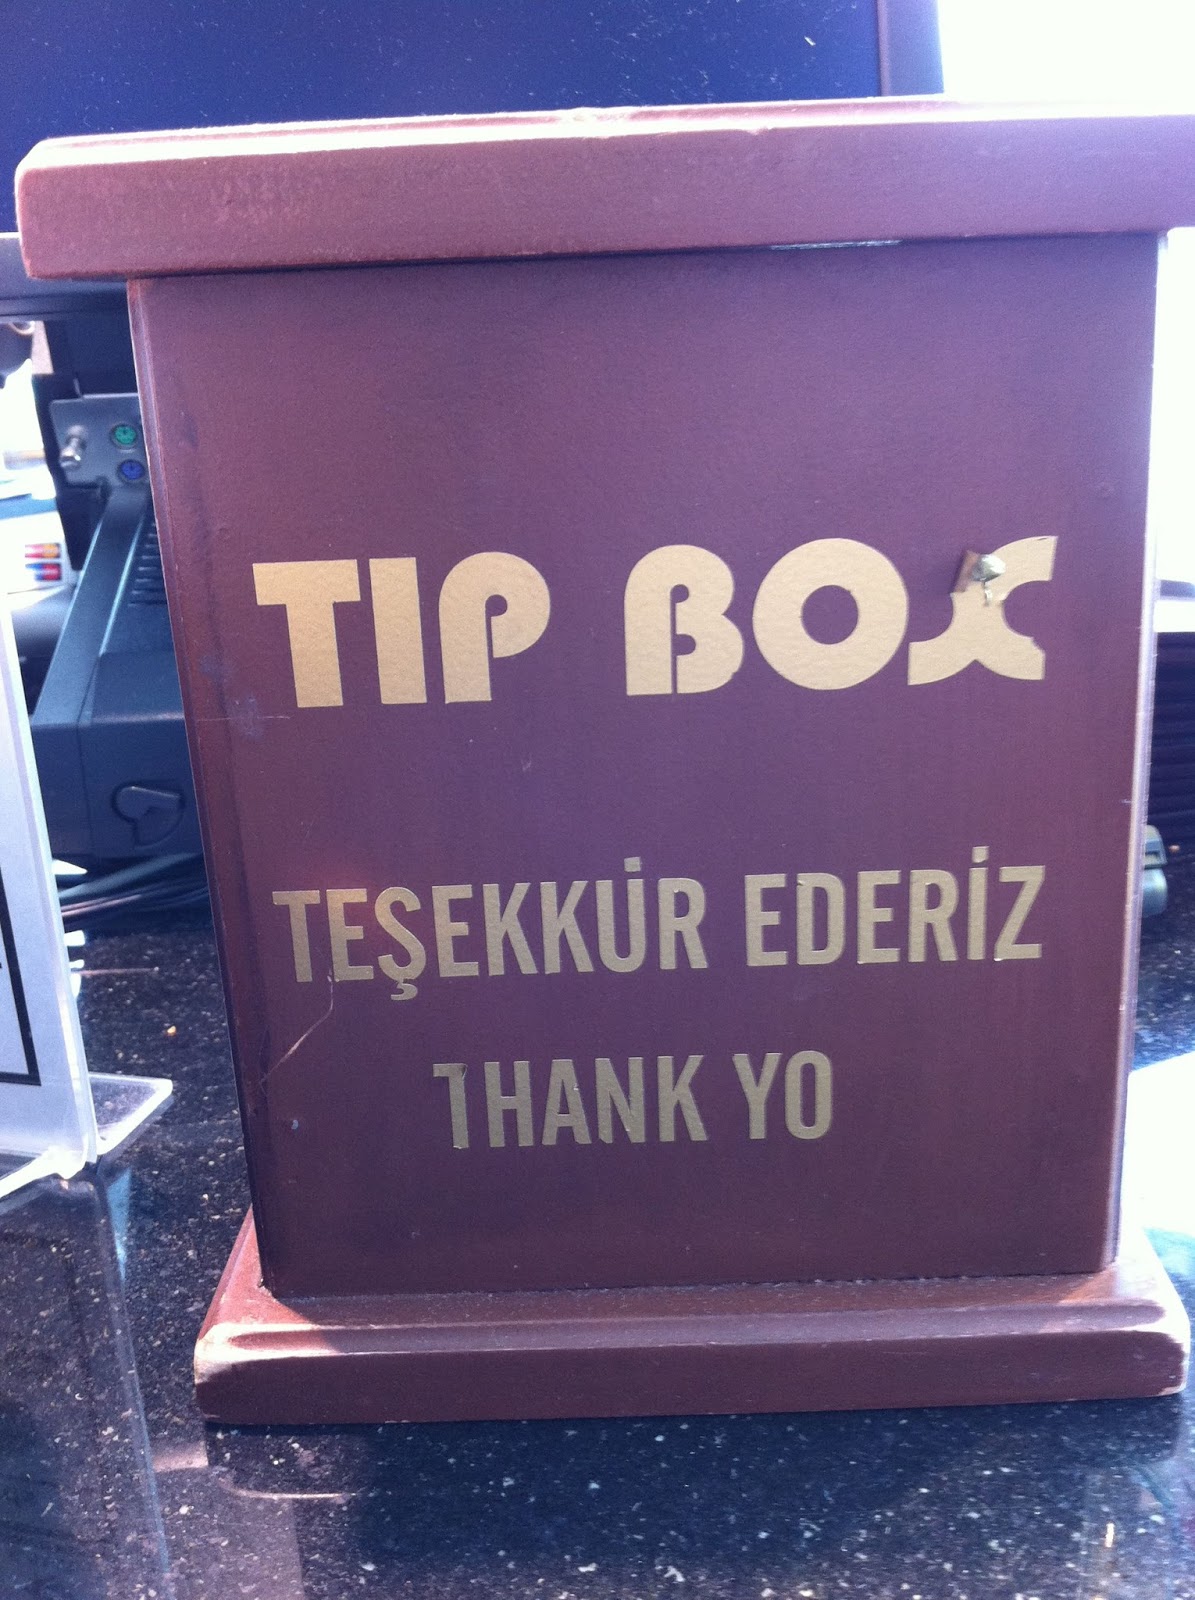 TIP BOX
TEŞEKKÜR EDERİZ
THANK YO